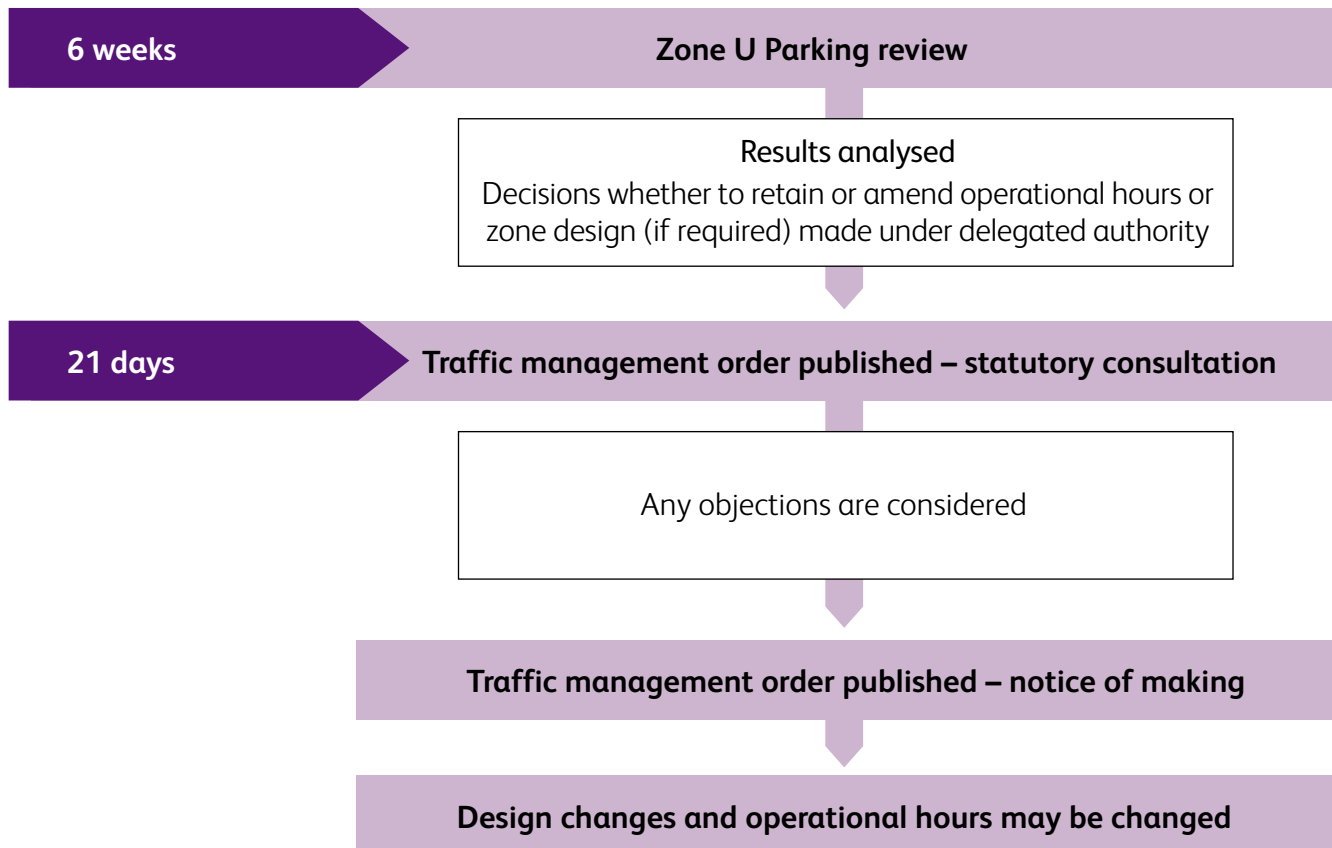 6 weeks
Zone U Parking review
Results analysed
Decisions whether to retain or amend operational hours or
zone design (if required) made under delegated authority
21 days
Traffic management order published – statutory consultation
Any objections are considered
Traffic management order published – notice of making
Design changes and operational hours may be changed